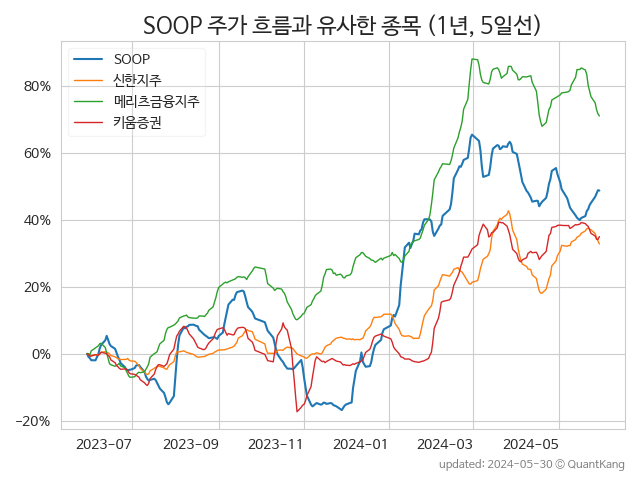 SOOP 주가 흐름과 유사한 종목 (1년, 5일선)
SOOP
신한지주
메리츠금융지주
키움증권
80%
60%
40%
20%
0%
−20%
2023-07
2023-09
2023-11
2024-01
2024-03
2024-05
updated: 2024-05-30 © QuantKang